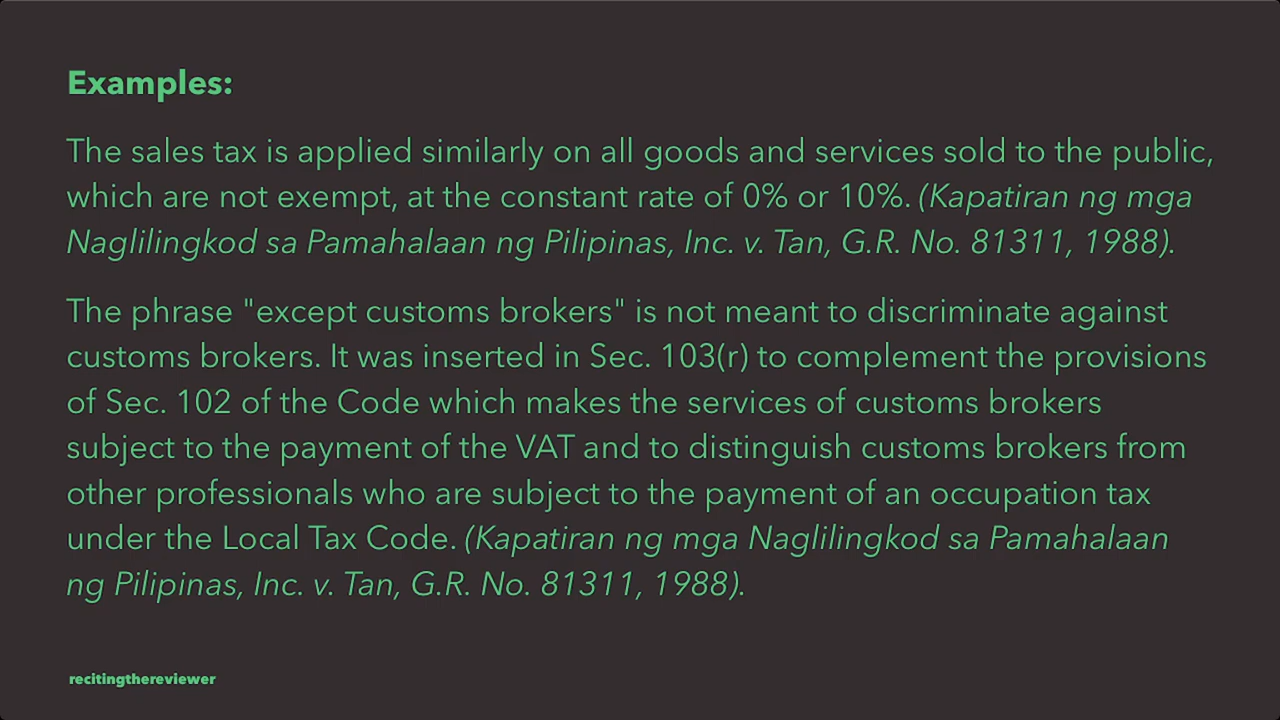 Examples:
The sales tax is applied similarly on all goods and services sold to the public,
which are not exempt, at the constant rate of 0% or 10%. (Kapatiran ng mga
Naglilingkod sa Pamahalaan ng Pilipinas, Inc. v. Tan, G.R. No. 81311, 1988).
The phrase "except customs brokers" is not meant to discriminate against
customs brokers. It was inserted in Sec. 103(r) to complement the provisions
of Sec. 102 of the Code which makes the services of customs brokers
subject to the payment of the VAT and to distinguish customs brokers from
other professionals who are subject to the payment of an occupation tax
under the Local Tax Code. (Kapatiran ng mga Naglilingkod sa Pamahalaan
ng Pilipinas, Inc. v. Tan, G.R. No. 81311, 1988).
recitingthereviewer